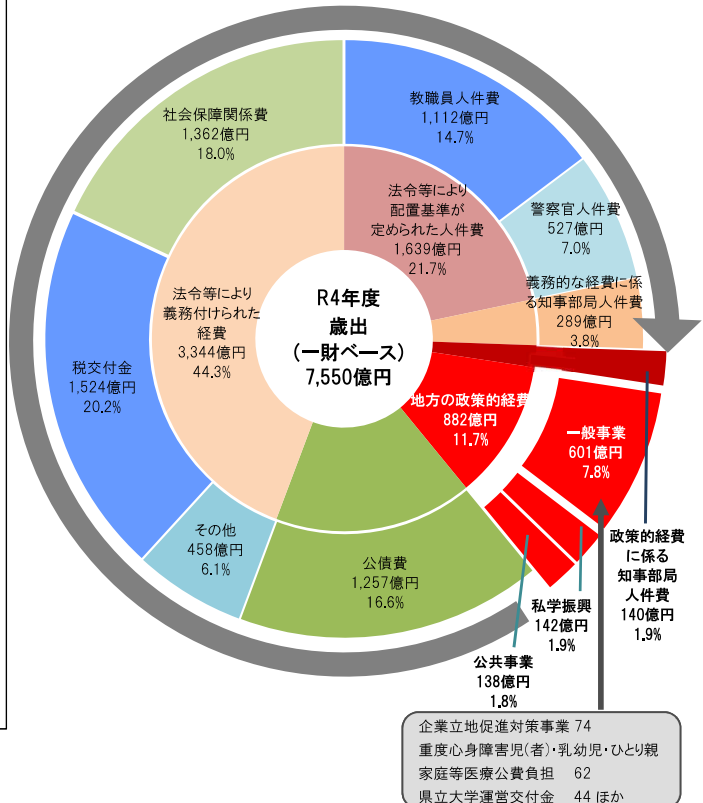 社会保障関係費
1,362億円
18.0%
教職員人件費
1,112億円
14.7%
法令等により
配置基準が
定められた人件費
1,639億円
21.7%
警察官人件費
527億円
7.0%
義務的な経費に係
る知事部局人件費
289億円
3.8%
法令等により
義務付けられた
経費
3,344億円
44.3%
R4年度
歳出
(一財ベース)
7,550億円
税交付金
1,524億円
20.2%
地方の政策的経費
882億円
11.7%
一般事業
601億円
7.8%
その他
458億円
6.1%
公債費
1,257億円
16.6%
政策的経費
に係る
知事部局
人件費
140億円
1.9%
私学振興
142億円
1.9%
公共事業
138億円
1.8%
企業立地促進対策事業 74
重度心身障害児(者)・乳幼児・ひとり親
家庭等医療公費負担 62
県立大学運営交付金 44 ほか